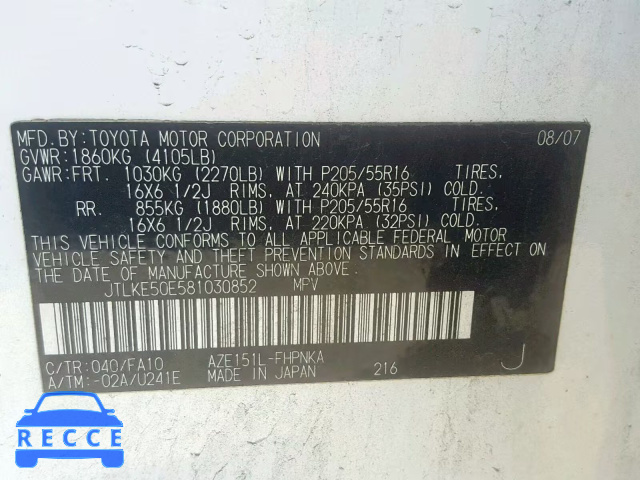 MFD.BY:TOYOTA MOTOR CORPORATION 08/07
GVWR:1860KG (4105LB)
GAWR:FRT. 1030KG (2270LB) WITH P205/55R16 TIRES,
16X6 1/2J RIMS, AT 240KPA (35PSI) COLD.
RR. 855KG (1880LB) WITH P205/55R16 TIRES,
16X6 1/2J RIMS, AT 220KPA (32PSI) COLD.
THIS VEHICLE CONFORMS TO ALL APPLICABLE FEDERAL MOTOR
VEHICLE SAFETY AND THEFT PREVENTION STANDARDS IN EFFECT ON
THE DATE OF MANUFACTURE SHOWN ABOVE.
JTLKE50E581030852 MPV
C/TR:040/FA10 AZE151L-FHPNKA
A/TM:-02A/U241E MADE IN JAPAN 216 J
RECCE